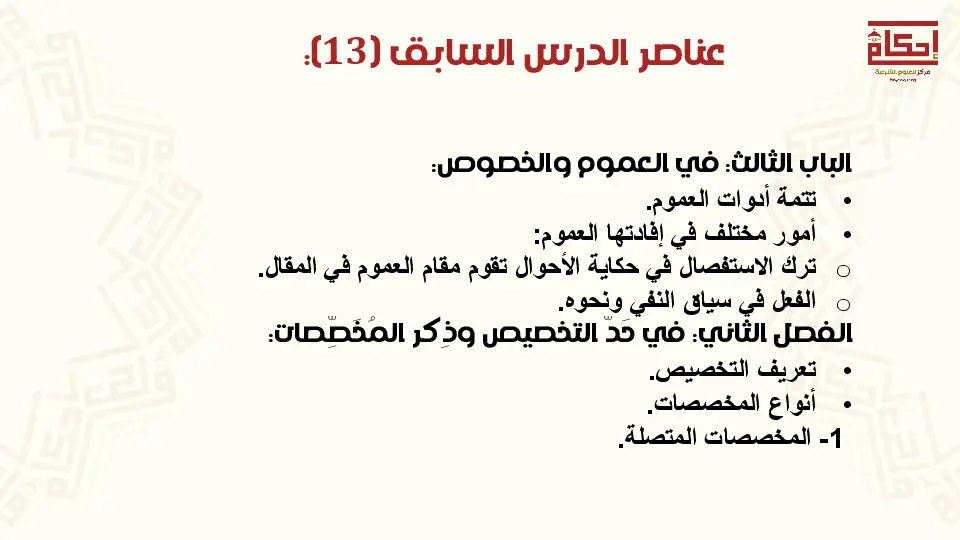 عناصر الدرس السابق (13):
إحكام
مركز للعلوم الشرعية
الباب الثالث: في العموم والخصوص:
• تتمة أدوات العموم.
• أمور مختلف في إفادتها العموم:
o ترك الاستفصال في حكاية الأحوال تقوم مقام العموم في المقال.
o الفعل في سياق النفي ونحوه.
الفصل الثاني: في حَدّ التخصيص وذِكر المُخَصِّصات:
• تعريف التخصيص.
• أنواع المخصصات.
1- المخصصات المتصلة.